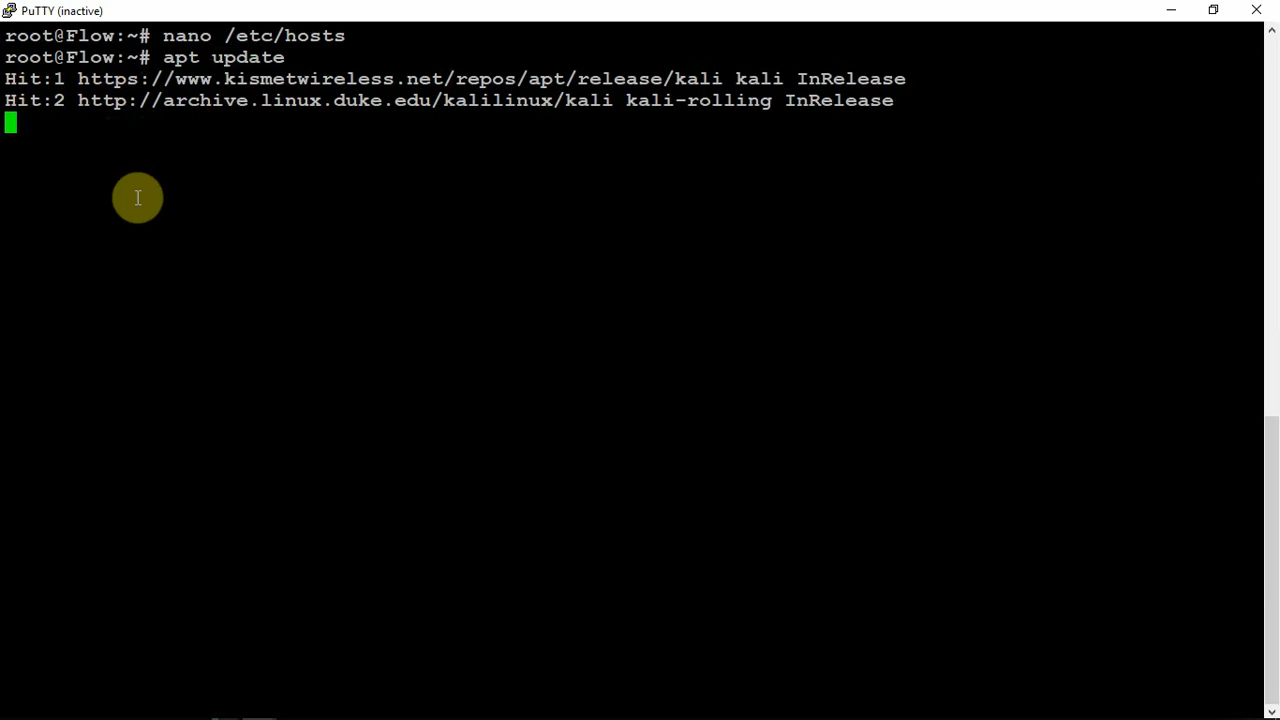 PuTTY (inactive)
root@Flow:~# nano /etc/hosts
root@Flow:~# apt update
Hit:1 https://www.kismetwireless.net/repos/apt/release/kali kali InRelease
Hit:2 http://archive.linux.duke.edu/kalilinux/kali kali-rolling InRelease